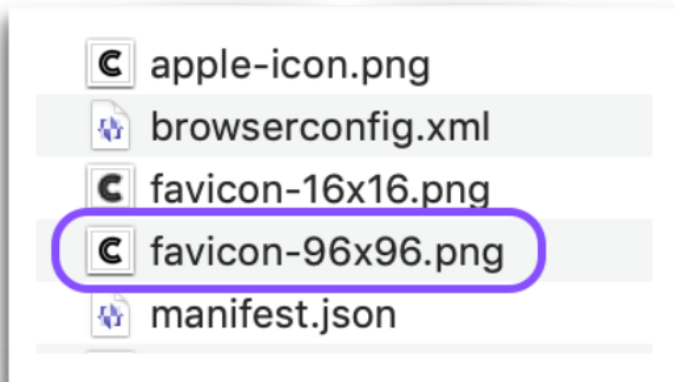 apple-icon.png
browserconfig.xml
favicon-16x16.png
favicon-96x96.png
manifest.json